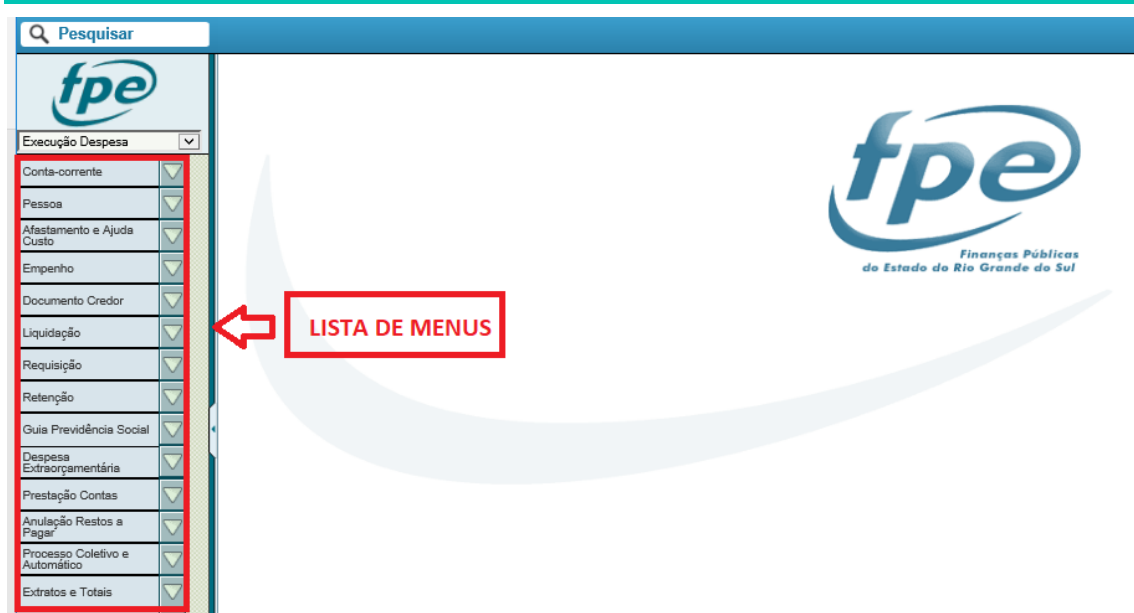 Pesquisar
fpe
Execução Despesa
Conta-corrente
Pessoa
Afastamento e Ajuda
Custo
Empenho
Documento Credor
Liquidação
Requisição
Retenção
Guia Previdência Social
Despesa
Extraorçamentária
Prestação Contas
Anulação Restos a
Pagar
Processo Coletivo e
Automático
Extratos e Totais
LISTA DE MENUS
fpe
Finanças Públicas
do Estado do Rio Grande do Sul